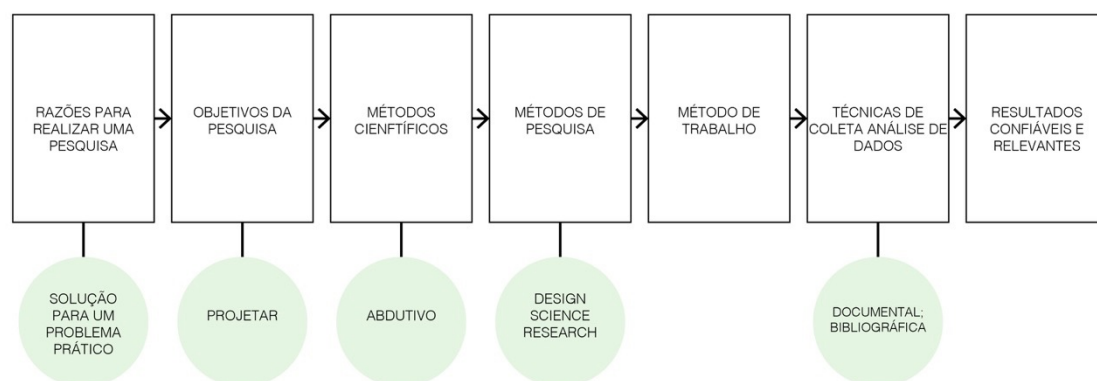 RAZÕES PARA
REALIZAR UMA
PESQUISA
OBJETIVOS DA
PESQUISA
MÉTODOS
CIENFTÍFICOS
MÉTODOS DE
PESQUISA
MÉTODO DE
TRABALHO
TÉCNICAS DE
COLETA ANÁLISE DE
DADOS
RESULTADOS
CONFIÁVEIS E
RELEVANTES
SOLUÇÃO
PARA UM
PROBLEMA
PRÁTICO
PROJETAR
ABDUTIVO
DESIGN
SCIENCE
RESEARCH
DOCUMENTAL;
BIBLIOGRÁFICA